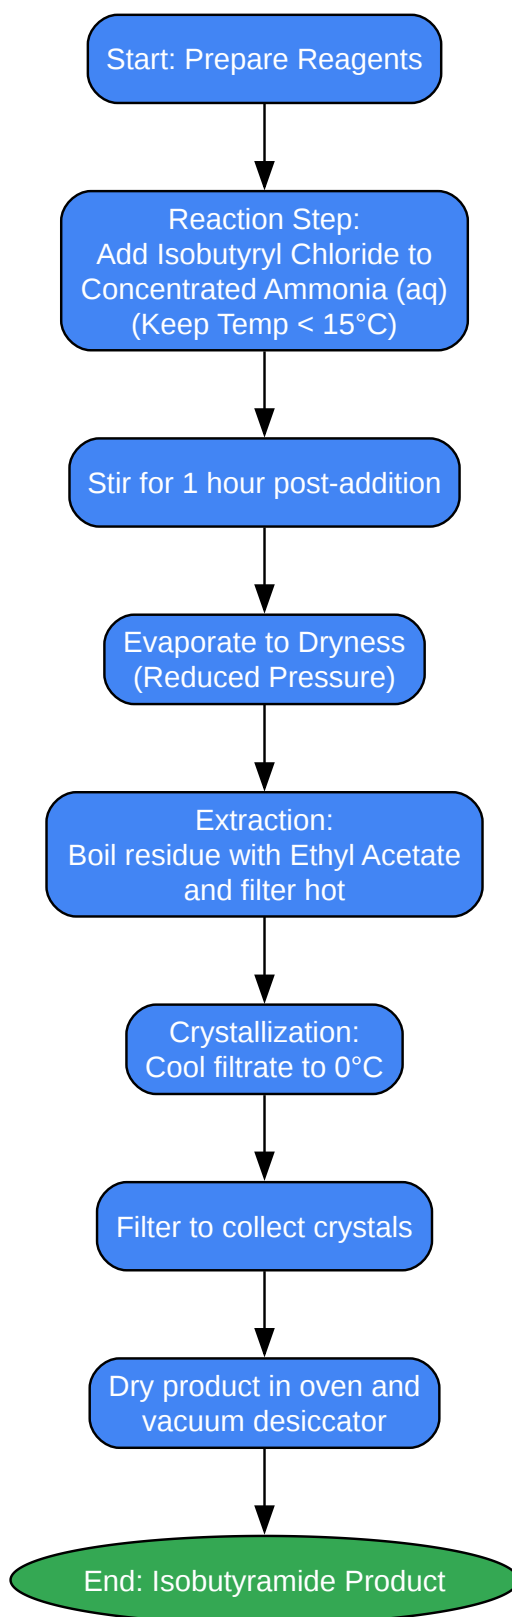 Start: Prepare Reagents
Reaction Step:
Add Isobutyryl Chloride to
Concentrated Ammonia (aq)
(Keep Temp < 15°C)
Stir for 1 hour post-addition
Evaporate to Dryness
(Reduced Pressure)
Extraction:
Boil residue with Ethyl Acetate
and filter hot
Crystallization:
Cool filtrate to 0°C
Filter to collect crystals
Dry product in oven and
vacuum desiccator
End: Isobutyramide Product